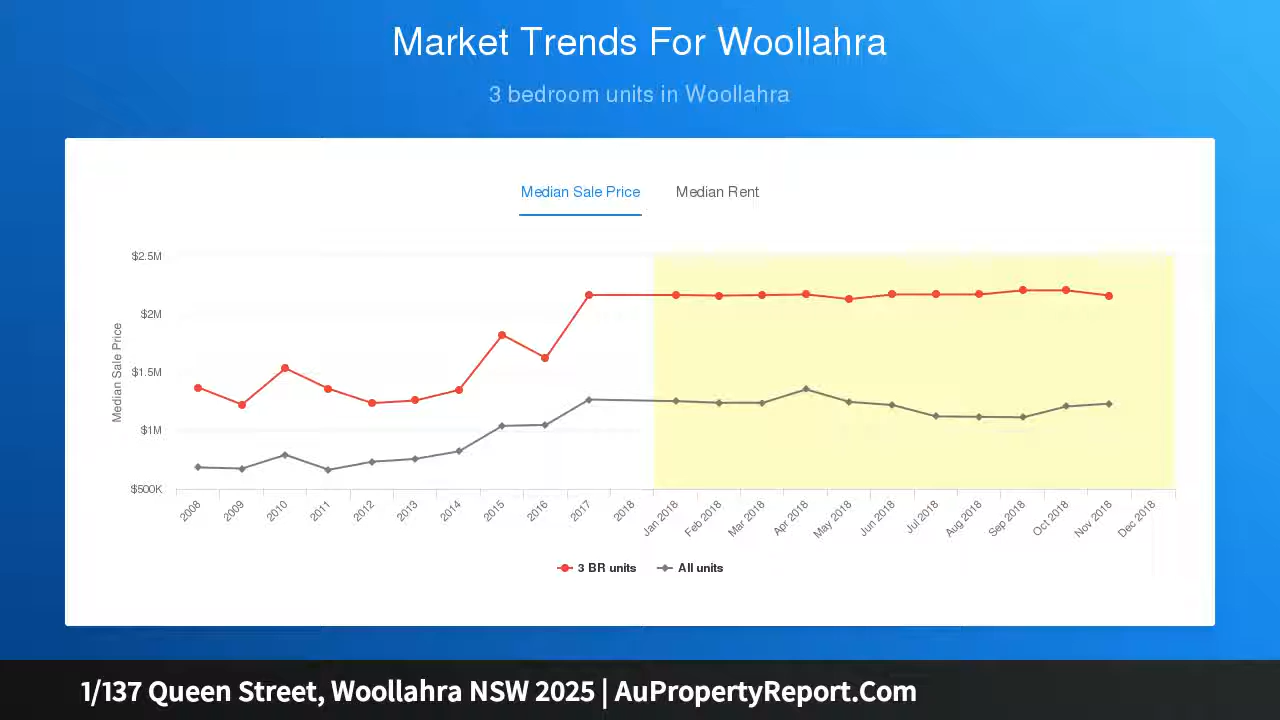 Market Trends For Woollahra
3 bedroom units in Woollahra
Median Sale Price Median Rent
Median Sale Price
$2.5M
$2M
$1.5M
$1M
$500K
2008 2009 2010 2011 2012 2013 2014 2015 2016 2017 2018 Jan 2018 Feb 2018 Mar 2018 Apr 2018 May 2018 Jun 2018 Jul 2018 Aug 2018 Sep 2018 Oct 2018 Nov 2018 Dec 2018
3 BR units All units
1/137 Queen Street, Woollahra NSW 2025 | AuPropertyReport.Com